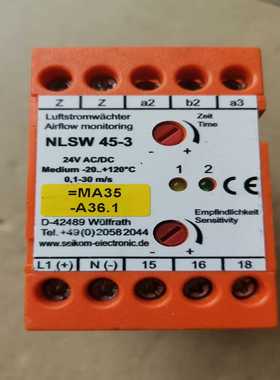 Z Z a2 b2 a3
Luftstromwächter
Airflow monitoring
Zeit
Time
NLSW 45-3
- +
24V AC/DC
Medium -20..+120°C
0,1-30 m/s
1 2
CE
=MA35
-A36.1
Empfindlichkeit
Sensitivity
D-42489 Wülfrath
Tel.+49(0)20582044
www.seikom-electronic.de
- +
L1 (+) N (-) 15 16 18